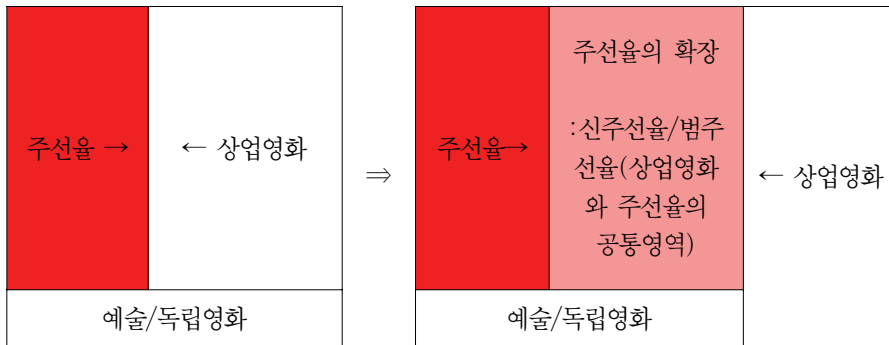 주선율 →
← 상업영화
예술/독립영화
⇒
주선율→
주선율의 확장
:신주선율/범주
선율(상업영화
와 주선율의
공통영역)
← 상업영화
예술/독립영화